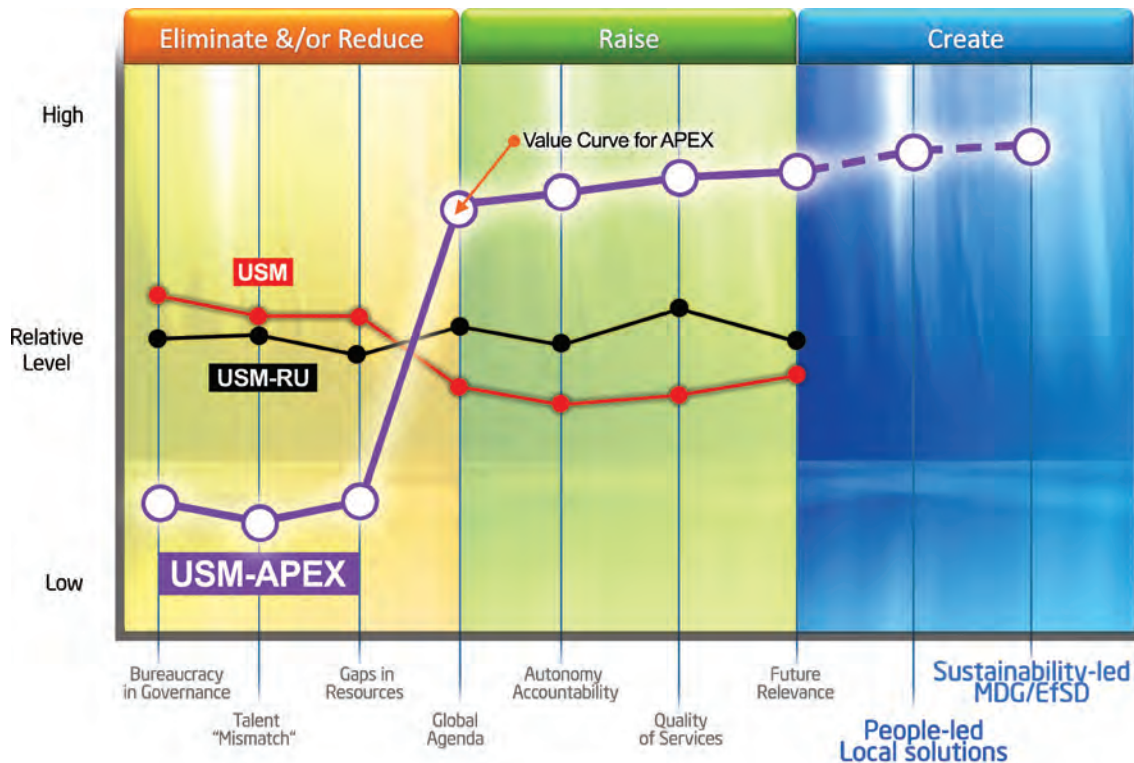 Eliminate &/or Reduce
Raise
Create
High
Value Curve for APEX
USM
Relative
Level
USM-RU
USM-APEX
Low
Bureaucracy
in Governance
Talent
“Mismatch“
Gaps in
Resources
Global
Agenda
Autonomy
Accountability
Quality
of Services
Future
Relevance
People-led
Local solutions
Sustainability-led
MDG/EfSD